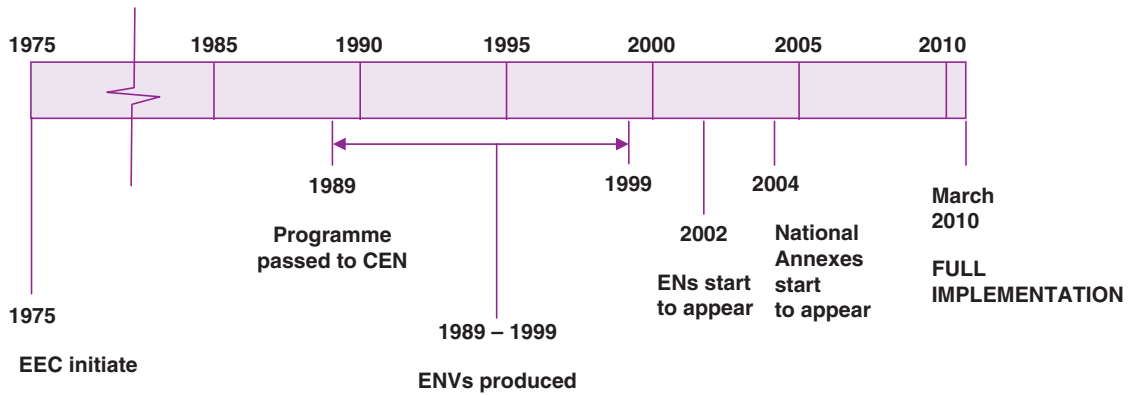 1975 1985 1990 1995 2000 2005 2010
1989
Programme
passed to CEN
1999
2002
ENs start
to appear
2004
National
Annexes
start
to appear
March
2010
FULL
IMPLEMENTATION
1975
EEC initiate
1989 – 1999
ENVs produced